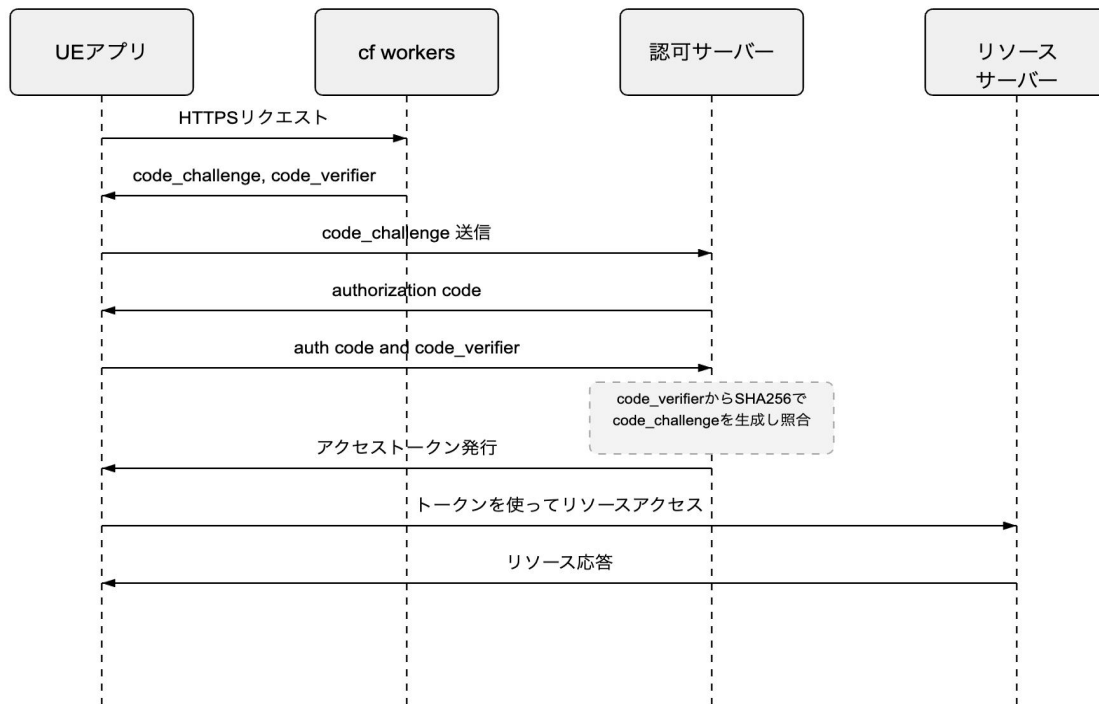 UEアプリ
cf workers
認可サーバー
リソース
サーバー
HTTPSリクエスト
code_challenge, code_verifier
code_challenge 送信
authorization code
auth code and code_verifier
code_verifierからSHA256で
code_challengeを生成し照合
アクセストークン発行
トークンを使ってリソースアクセス
リソース応答